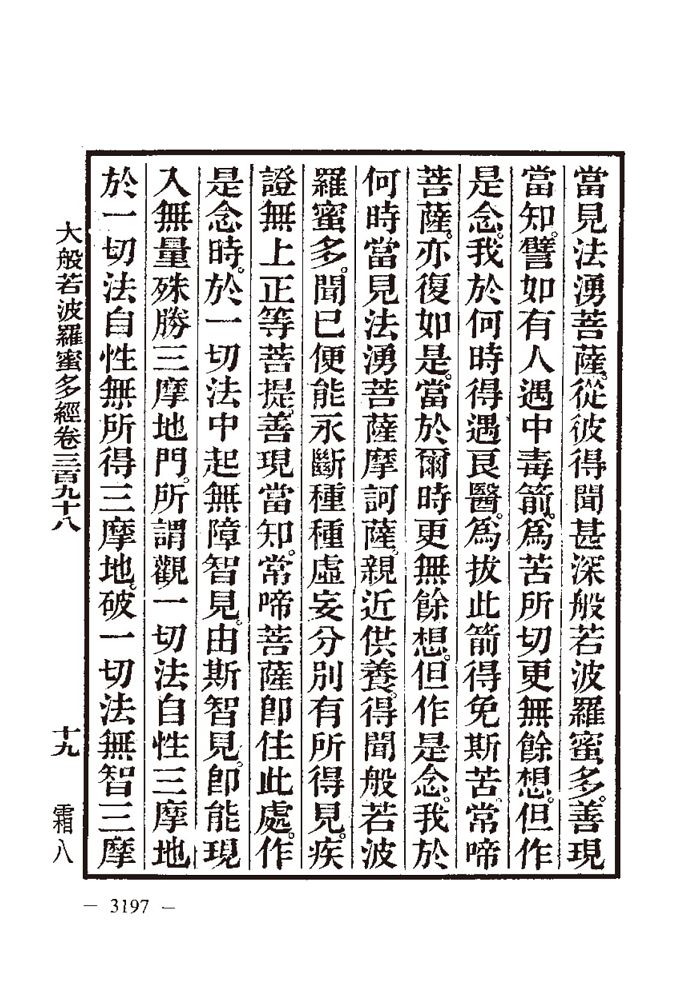 當見法湧菩薩。從彼得聞甚深般若波羅蜜多。善現
當知。譬如有人遇中毒箭。為苦所切更無餘想。但作
是念。我於何時得遇良醫。為拔此箭得免斯苦。常啼
菩薩。亦復如是。當於爾時更無餘想。但作是念。我於
何時當見法湧菩薩摩訶薩。親近供養。得聞般若波
羅蜜多。聞已便能永斷種種虛妄分別有所得見。疾
證無上正等菩提。善現當知。常啼菩薩即住此處。作
是念時。於一切法中起無障智見。由斯智見。即能現
入無量殊勝三摩地門。所謂觀一切法自性三摩地
於一切法自性無所得三摩地。破一切法無智三摩
大般若波羅蜜多經卷三百九十八 十九 霜八
— 3197 —